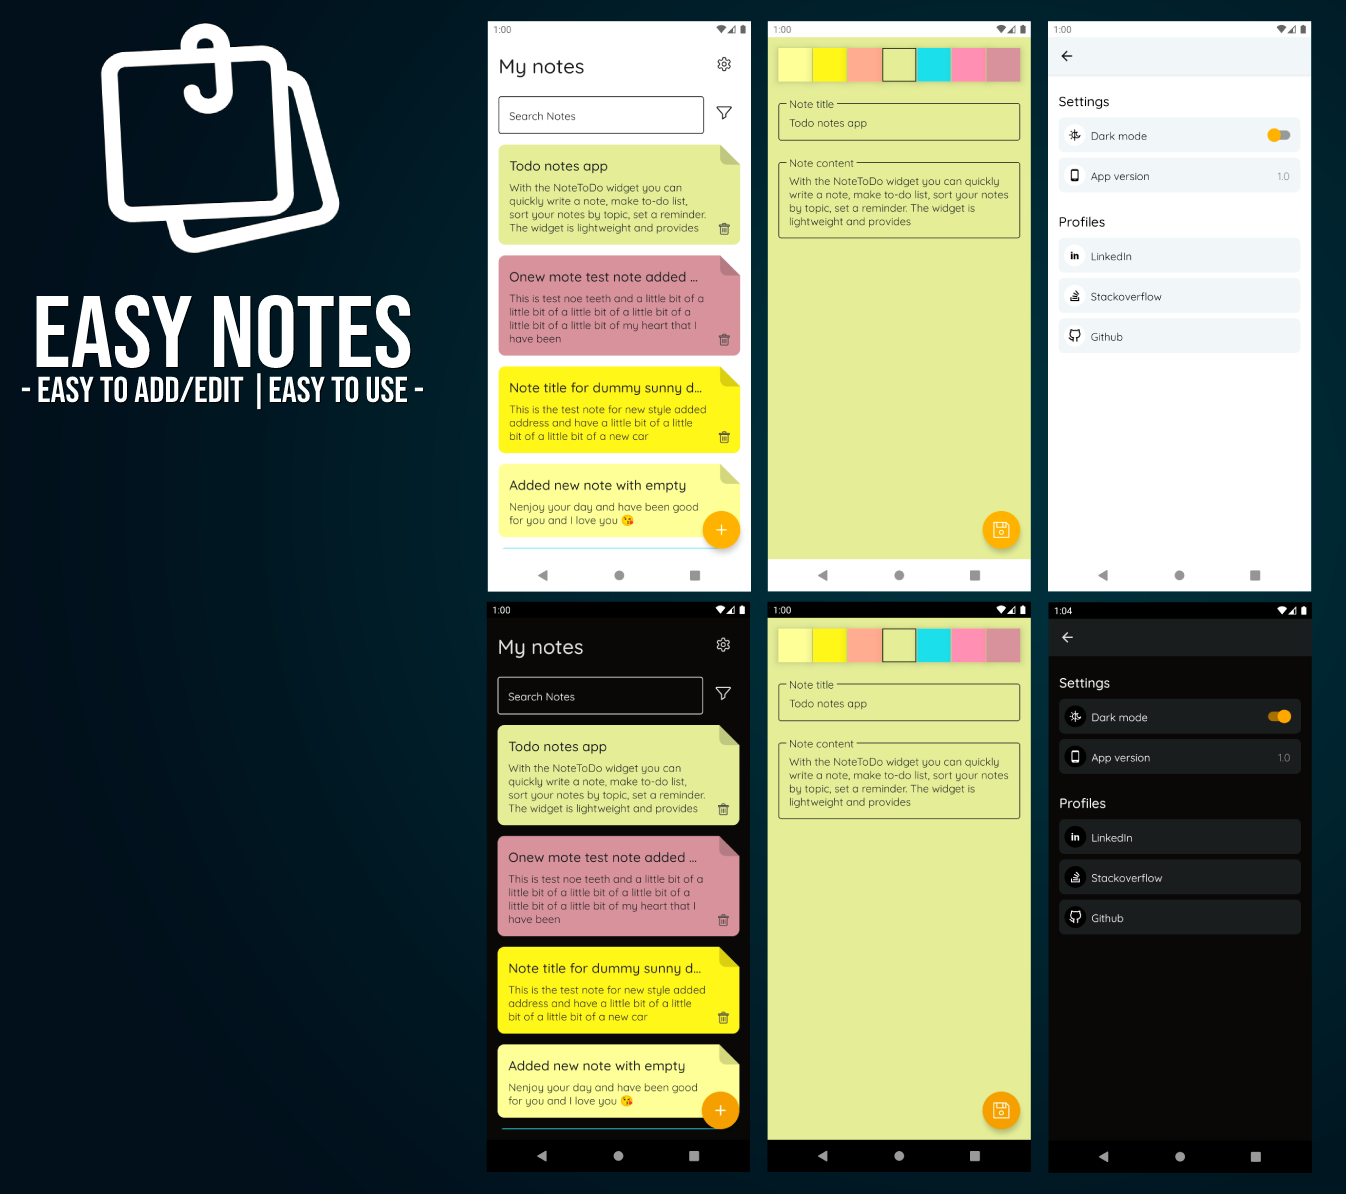 EASY NOTES
- EASY TO ADD/EDIT | EASY TO USE -
1:00
My notes
Search Notes
Todo notes app
With the NoteToDo widget you can
quickly write a note, make to-do list,
sort your notes by topic, set a reminder.
The widget is lightweight and provides
Onew mote test note added ...
This is test noe teeth and a little bit of a
little bit of a little bit of a little bit of a
little bit of a little bit of my heart that I
have been
Note title for dummy sunny d...
This is the test note for new style added
address and have a little bit of a little
bit of a little bit of a new car
Added new note with empty
Nenjoy your day and have been good
for you and I love you 😘
1:00
Note title
Todo notes app
Note content
With the NoteToDo widget you can quickly
write a note, make to-do list, sort your notes
by topic, set a reminder. The widget is
lightweight and provides
1:00
Settings
Dark mode
App version 1.0
Profiles
in LinkedIn
Stackoverflow
Github
1:00
My notes
Search Notes
Todo notes app
With the NoteToDo widget you can
quickly write a note, make to-do list,
sort your notes by topic, set a reminder.
The widget is lightweight and provides
Onew mote test note added ...
This is test noe teeth and a little bit of a
little bit of a little bit of a little bit of a
little bit of a little bit of my heart that I
have been
Note title for dummy sunny d...
This is the test note for new style added
address and have a little bit of a little
bit of a little bit of a new car
Added new note with empty
Nenjoy your day and have been good
for you and I love you 😘
1:00
Note title
Todo notes app
Note content
With the NoteToDo widget you can quickly
write a note, make to-do list, sort your notes
by topic, set a reminder. The widget is
lightweight and provides
1:04
Settings
Dark mode
App version 1.0
Profiles
in LinkedIn
Stackoverflow
Github